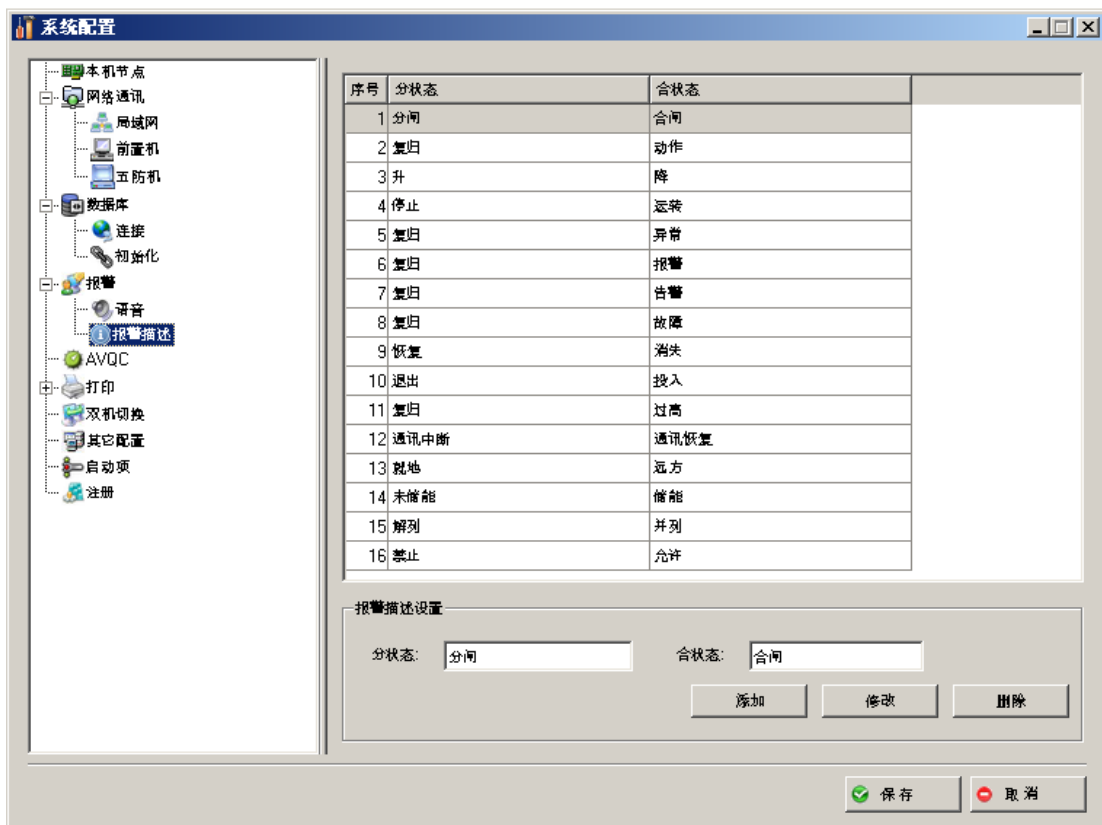 系统配置
本机节点
网络通讯
局域网
前置机
五防机
数据库
连接
初始化
报警
语音
报警描述
AVQC
打印
双机切换
其它配置
启动项
注册
序号 分状态 合状态
1 分闸 合闸
2 复归 动作
3 升 降
4 停止 运转
5 复归 异常
6 复归 报警
7 复归 告警
8 复归 故障
9 恢复 消失
10 退出 投入
11 复归 过高
12 通讯中断 通讯恢复
13 就地 远方
14 未储能 储能
15 解列 并列
16 禁止 允许
报警描述设置
分状态: 分闸 合状态: 合闸
添加 修改 删除
保存 取消